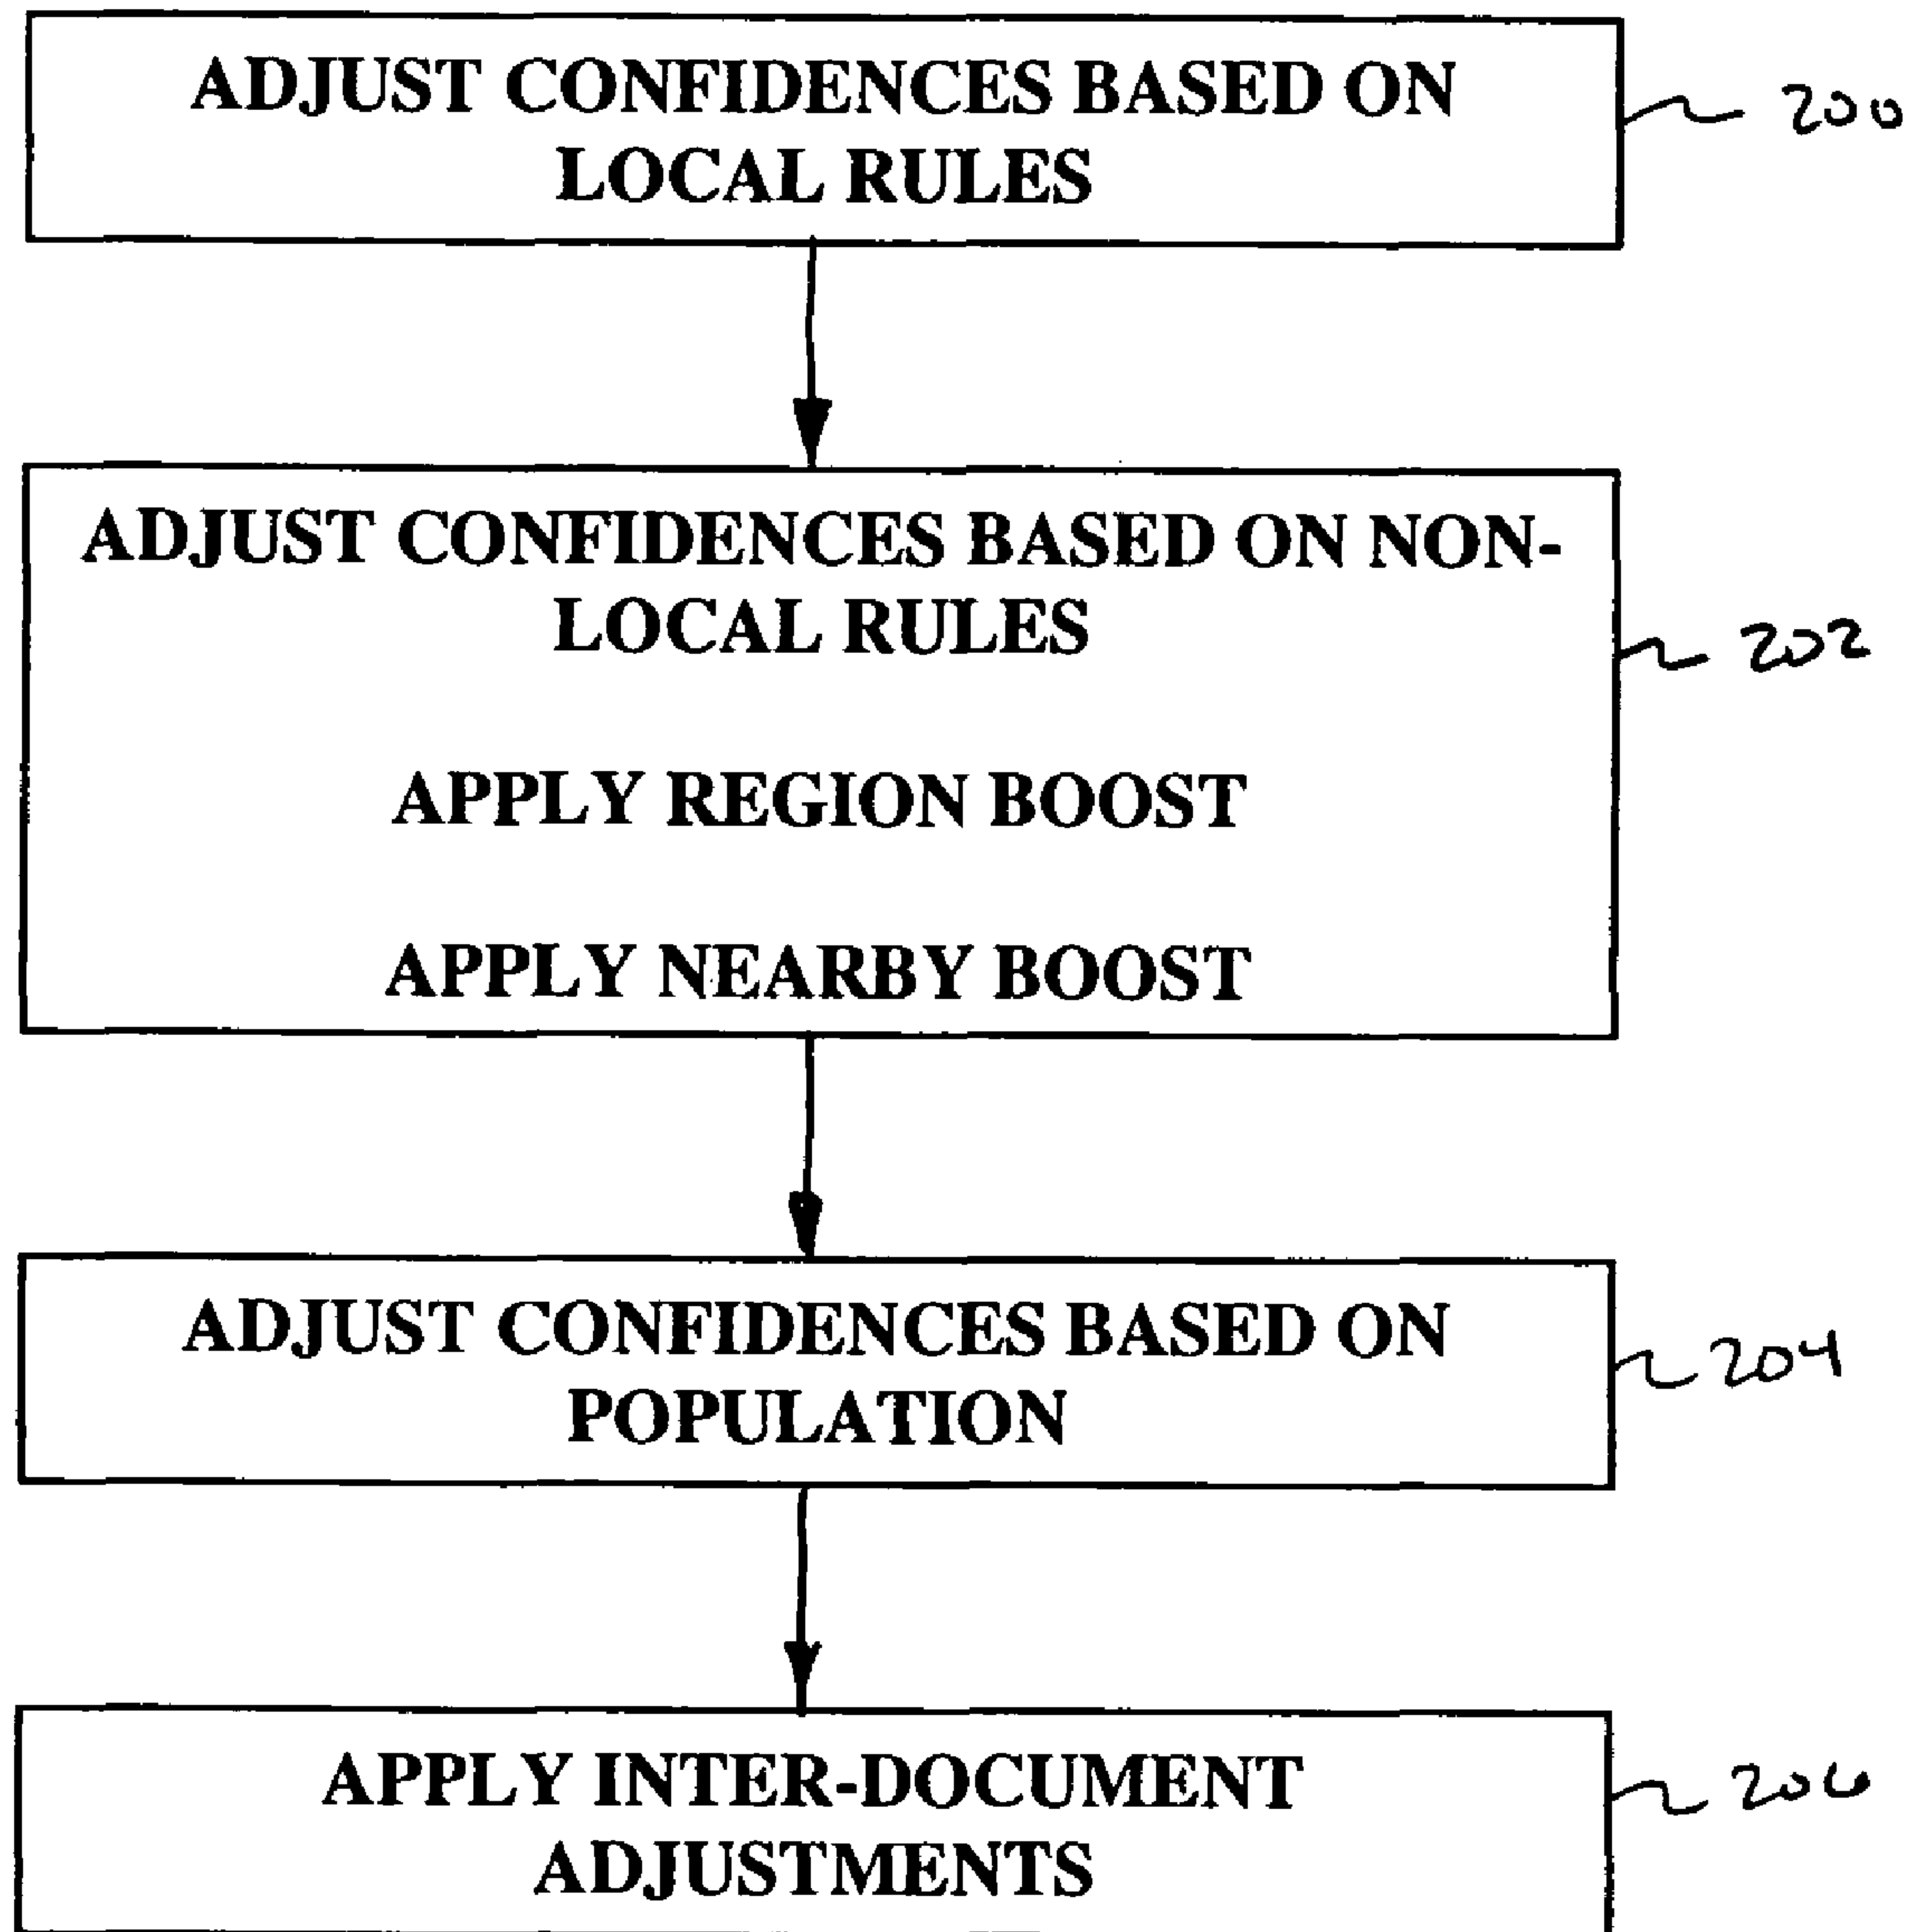 ADJUST CONFIDENCES BASED ON
LOCAL RULES
200
ADJUST CONFIDENCES BASED ON NON-
LOCAL RULES
202
APPLY REGION BOOST
APPLY NEARBY BOOST
ADJUST CONFIDENCES BASED ON
POPULATION
204
APPLY INTER-DOCUMENT
ADJUSTMENTS
206